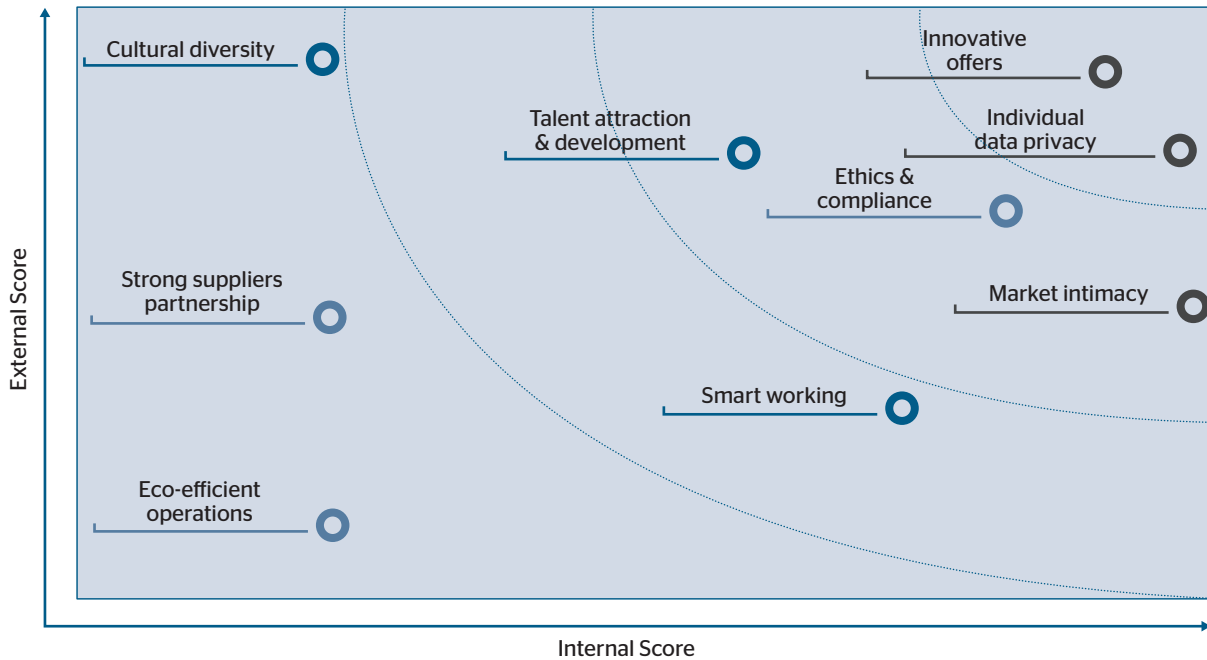 Cultural diversity
Innovative
offers
Talent attraction
& development
Individual
data privacy
Ethics &
compliance
Strong suppliers
partnership
Market intimacy
Smart working
Eco-efficient
operations
External Score
Internal Score